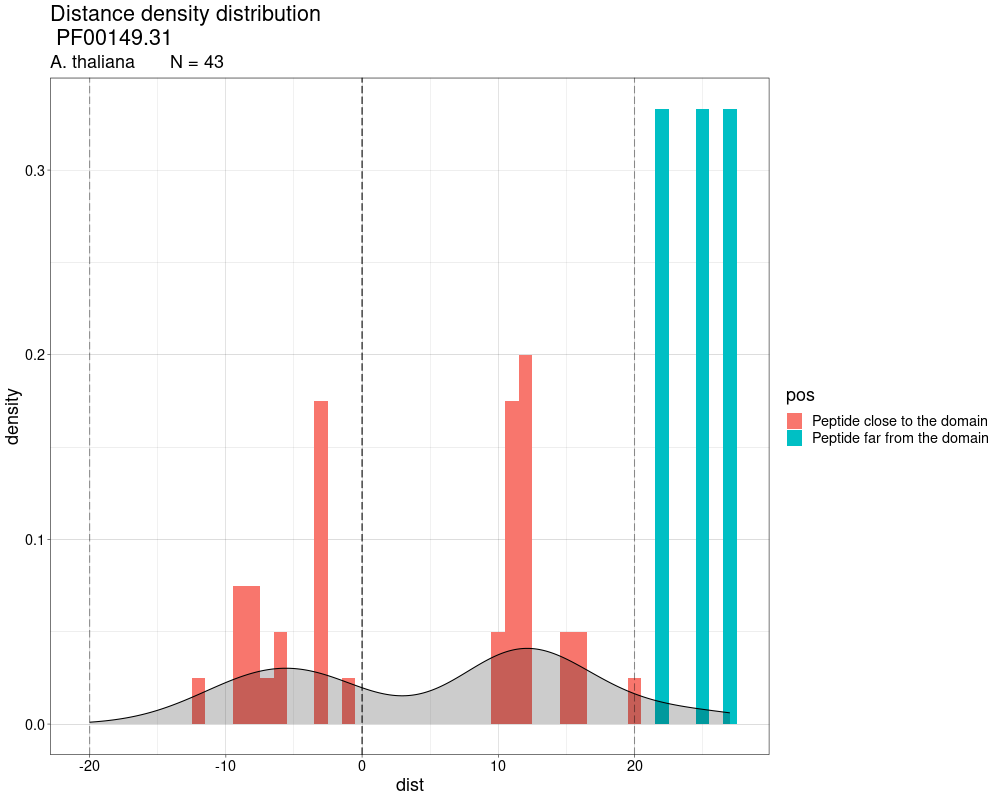 Distance density distribution
PF00149.31
A. thaliana N = 43
0.3
0.2
0.1
0.0
density
-20 -10 0 10 20
dist
pos
Peptide close to the domain
Peptide far from the domain